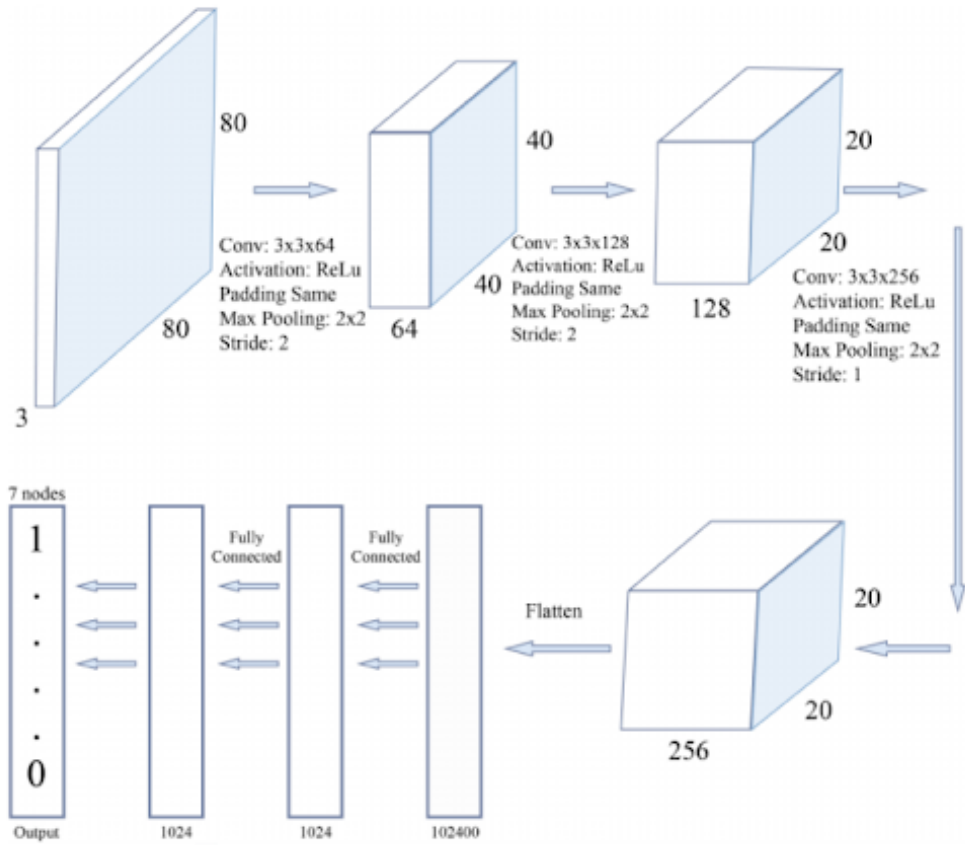 80
80
3
Conv: 3x3x64
Activation: ReLu
Padding Same
Max Pooling: 2x2
Stride: 2
40
40
64
Conv: 3x3x128
Activation: ReLu
Padding Same
Max Pooling: 2x2
Stride: 2
20
20
128
Conv: 3x3x256
Activation: ReLu
Padding Same
Max Pooling: 2x2
Stride: 1
20
20
256
Flatten
102400
Fully
Connected
1024
Fully
Connected
1024
7 nodes
1
.
.
.
.
0
Output